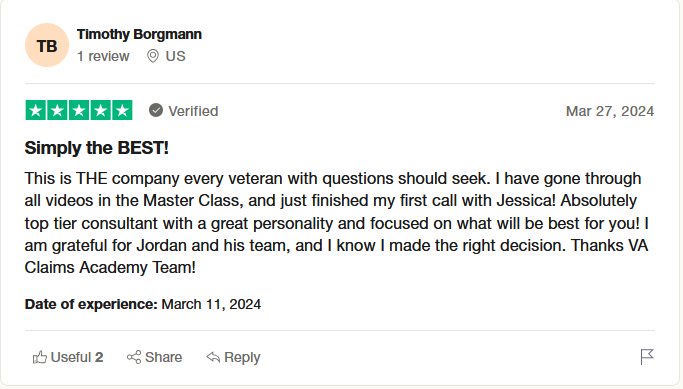 TB
Timothy Borgmann
1 review US
Verified
Mar 27, 2024
Simply the BEST!
This is THE company every veteran with questions should seek. I have gone through
all videos in the Master Class, and just finished my first call with Jessica! Absolutely
top tier consultant with a great personality and focused on what will be best for you! I
am grateful for Jordan and his team, and I know I made the right decision. Thanks VA
Claims Academy Team!
Date of experience: March 11, 2024
Useful 2 Share Reply